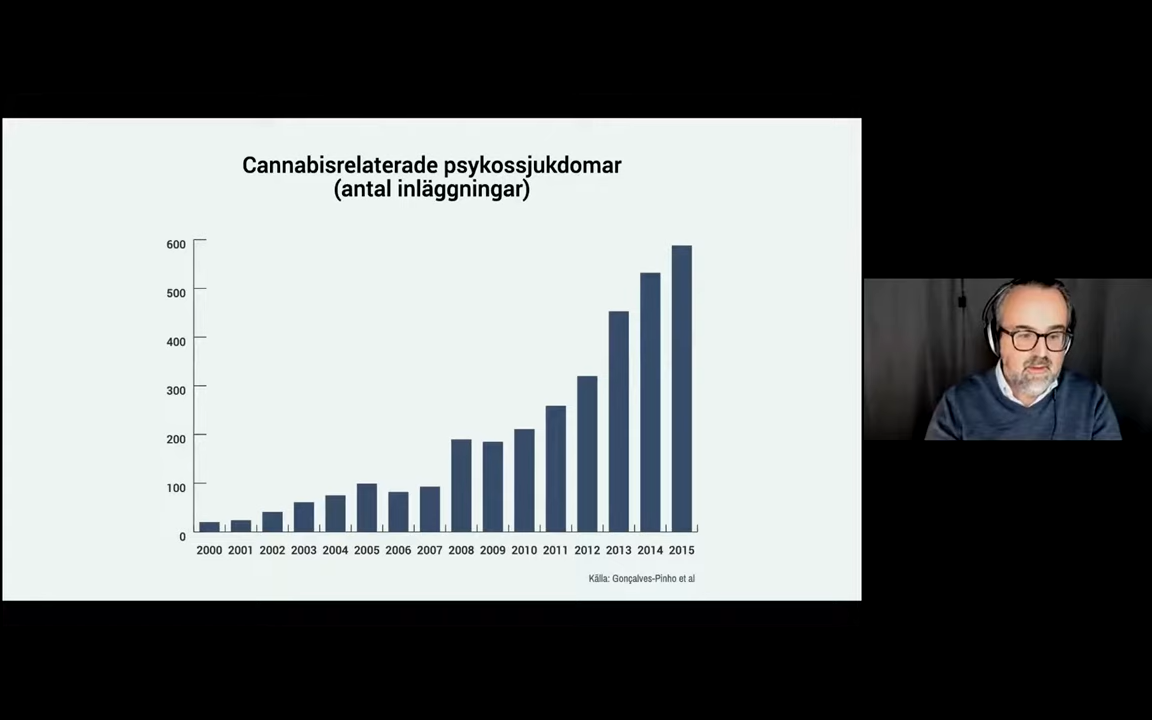 Cannabisrelaterade psykossjukdomar
(antal inläggningar)
600
500
400
300
200
100
0
2000 2001 2002 2003 2004 2005 2006 2007 2008 2009 2010 2011 2012 2013 2014 2015
Källa: Gonçalves-Pinho et al